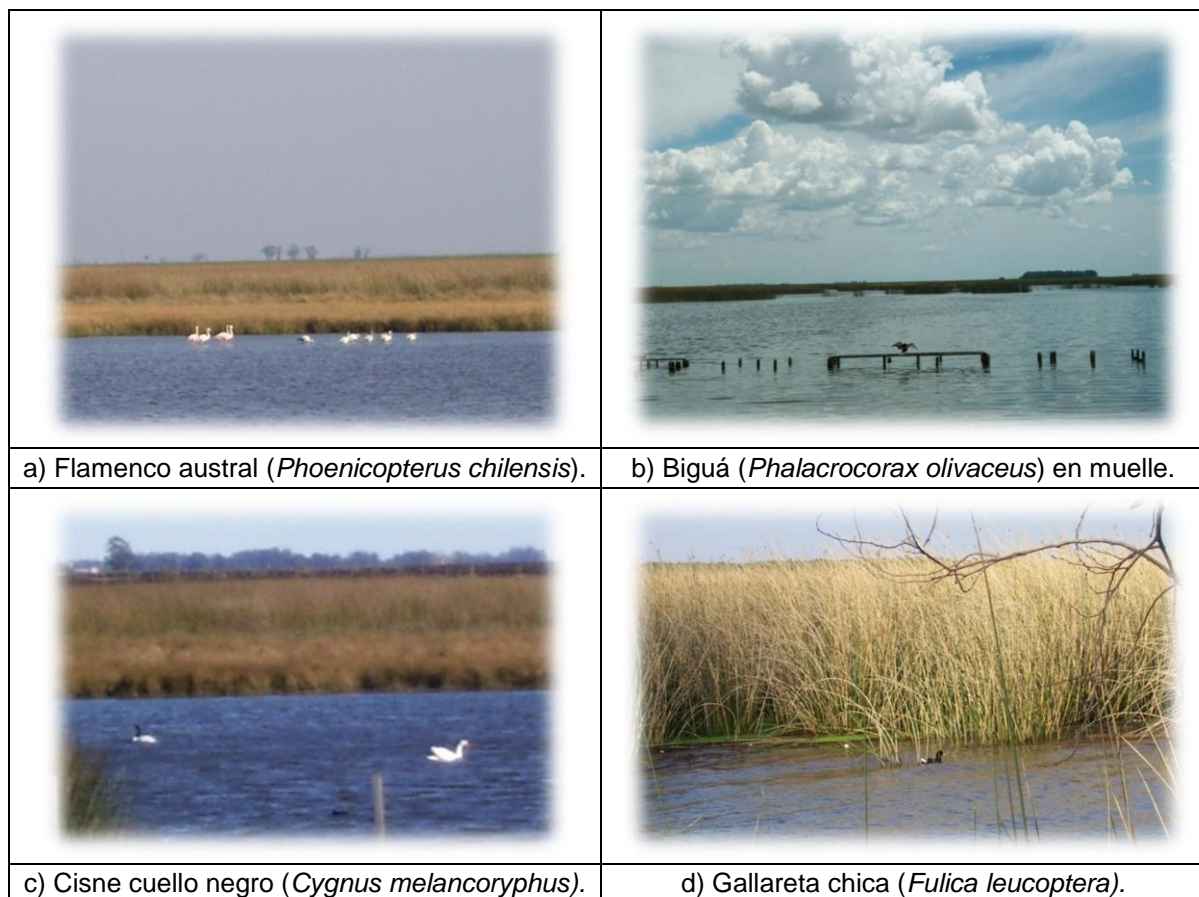 a) Flamenco austral (Phoenicopterus chilensis).
b) Biguá (Phalacrocorax olivaceus) en muelle.
c) Cisne cuello negro (Cygnus melancoryphus).
d) Gallareta chica (Fulica leucoptera).